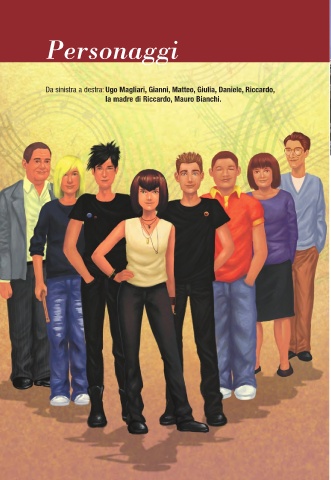 Personaggi
Da sinistra a destra: Ugo Magliari, Gianni, Matteo, Giulia, Daniele, Riccardo,
la madre di Riccardo, Mauro Bianchi.